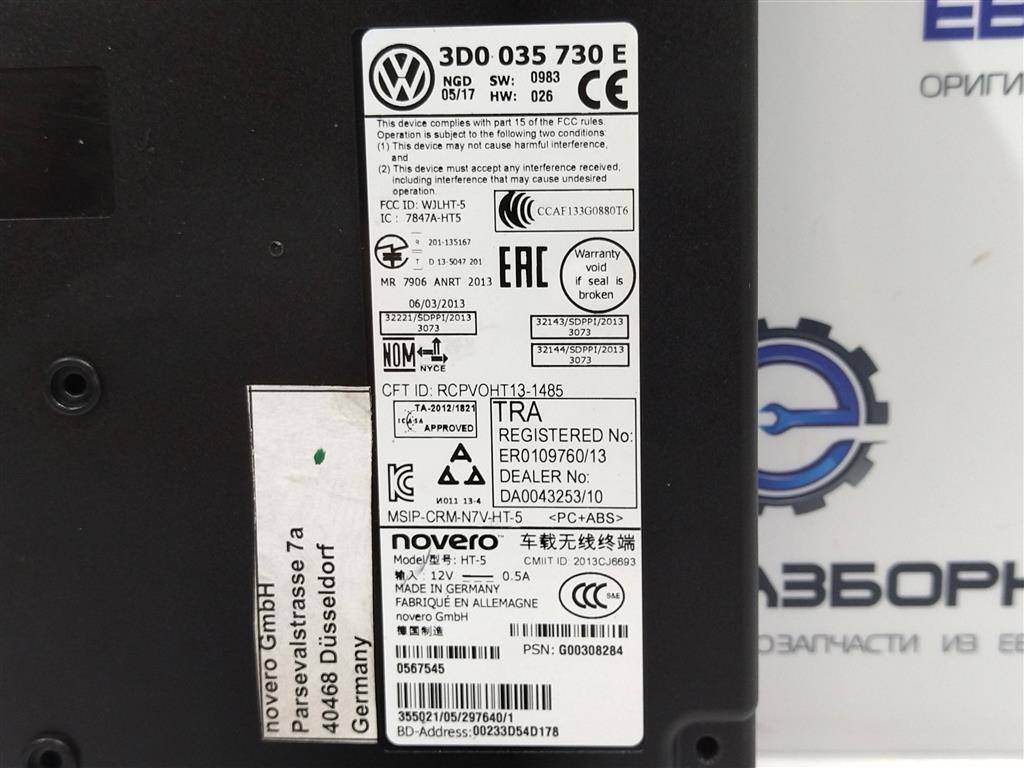 3D0 035 730 E
NGD SW: 0983
05/17 HW: 026
CE
This device complies with part 15 of the FCC rules.
Operation is subject to the following two conditions:
(1) This device may not cause harmful interference,
and
(2) This device must accept any interference received,
including interference that may cause undesired
operation.
FCC ID: WJLHT-5
IC : 7847A-HT5
CCAF133G0880T6
R 201-135167
T D 13-5047 201
EAC
Warranty
void
if seal is
broken
MR 7906 ANRT 2013
06/03/2013
32221/SDPPI/2013
3073
32143/SDPPI/2013
3073
32144/SDPPI/2013
3073
NOM
NYCE
CFT ID: RCPVOHT13-1485
TA-2012/1821
ICASA
APPROVED
TRA
REGISTERED No:
ER0109760/13
DEALER No:
DA0043253/10
A
И011 13-4
MSIP-CRM-N7V-HT-5 <PC+ABS>
novero™ 车载无线终端
Model/型号: HT-5 CMIIT ID: 2013CJ6693
输入: 12V 0.5A
MADE IN GERMANY
FABRIQUÉ EN ALLEMAGNE
novero GmbH
德国制造
CCC S&E
PSN: G00308284
0567545
355021/05/297640/1
BD-Address: 00233D54D178
novero GmbH
Parsevalstrasse 7a
40468 Düsseldorf
Germany
ЕВ
ОРИГИ
АЗБОРН
ОЗАПЧАСТИ ИЗ ЕВ